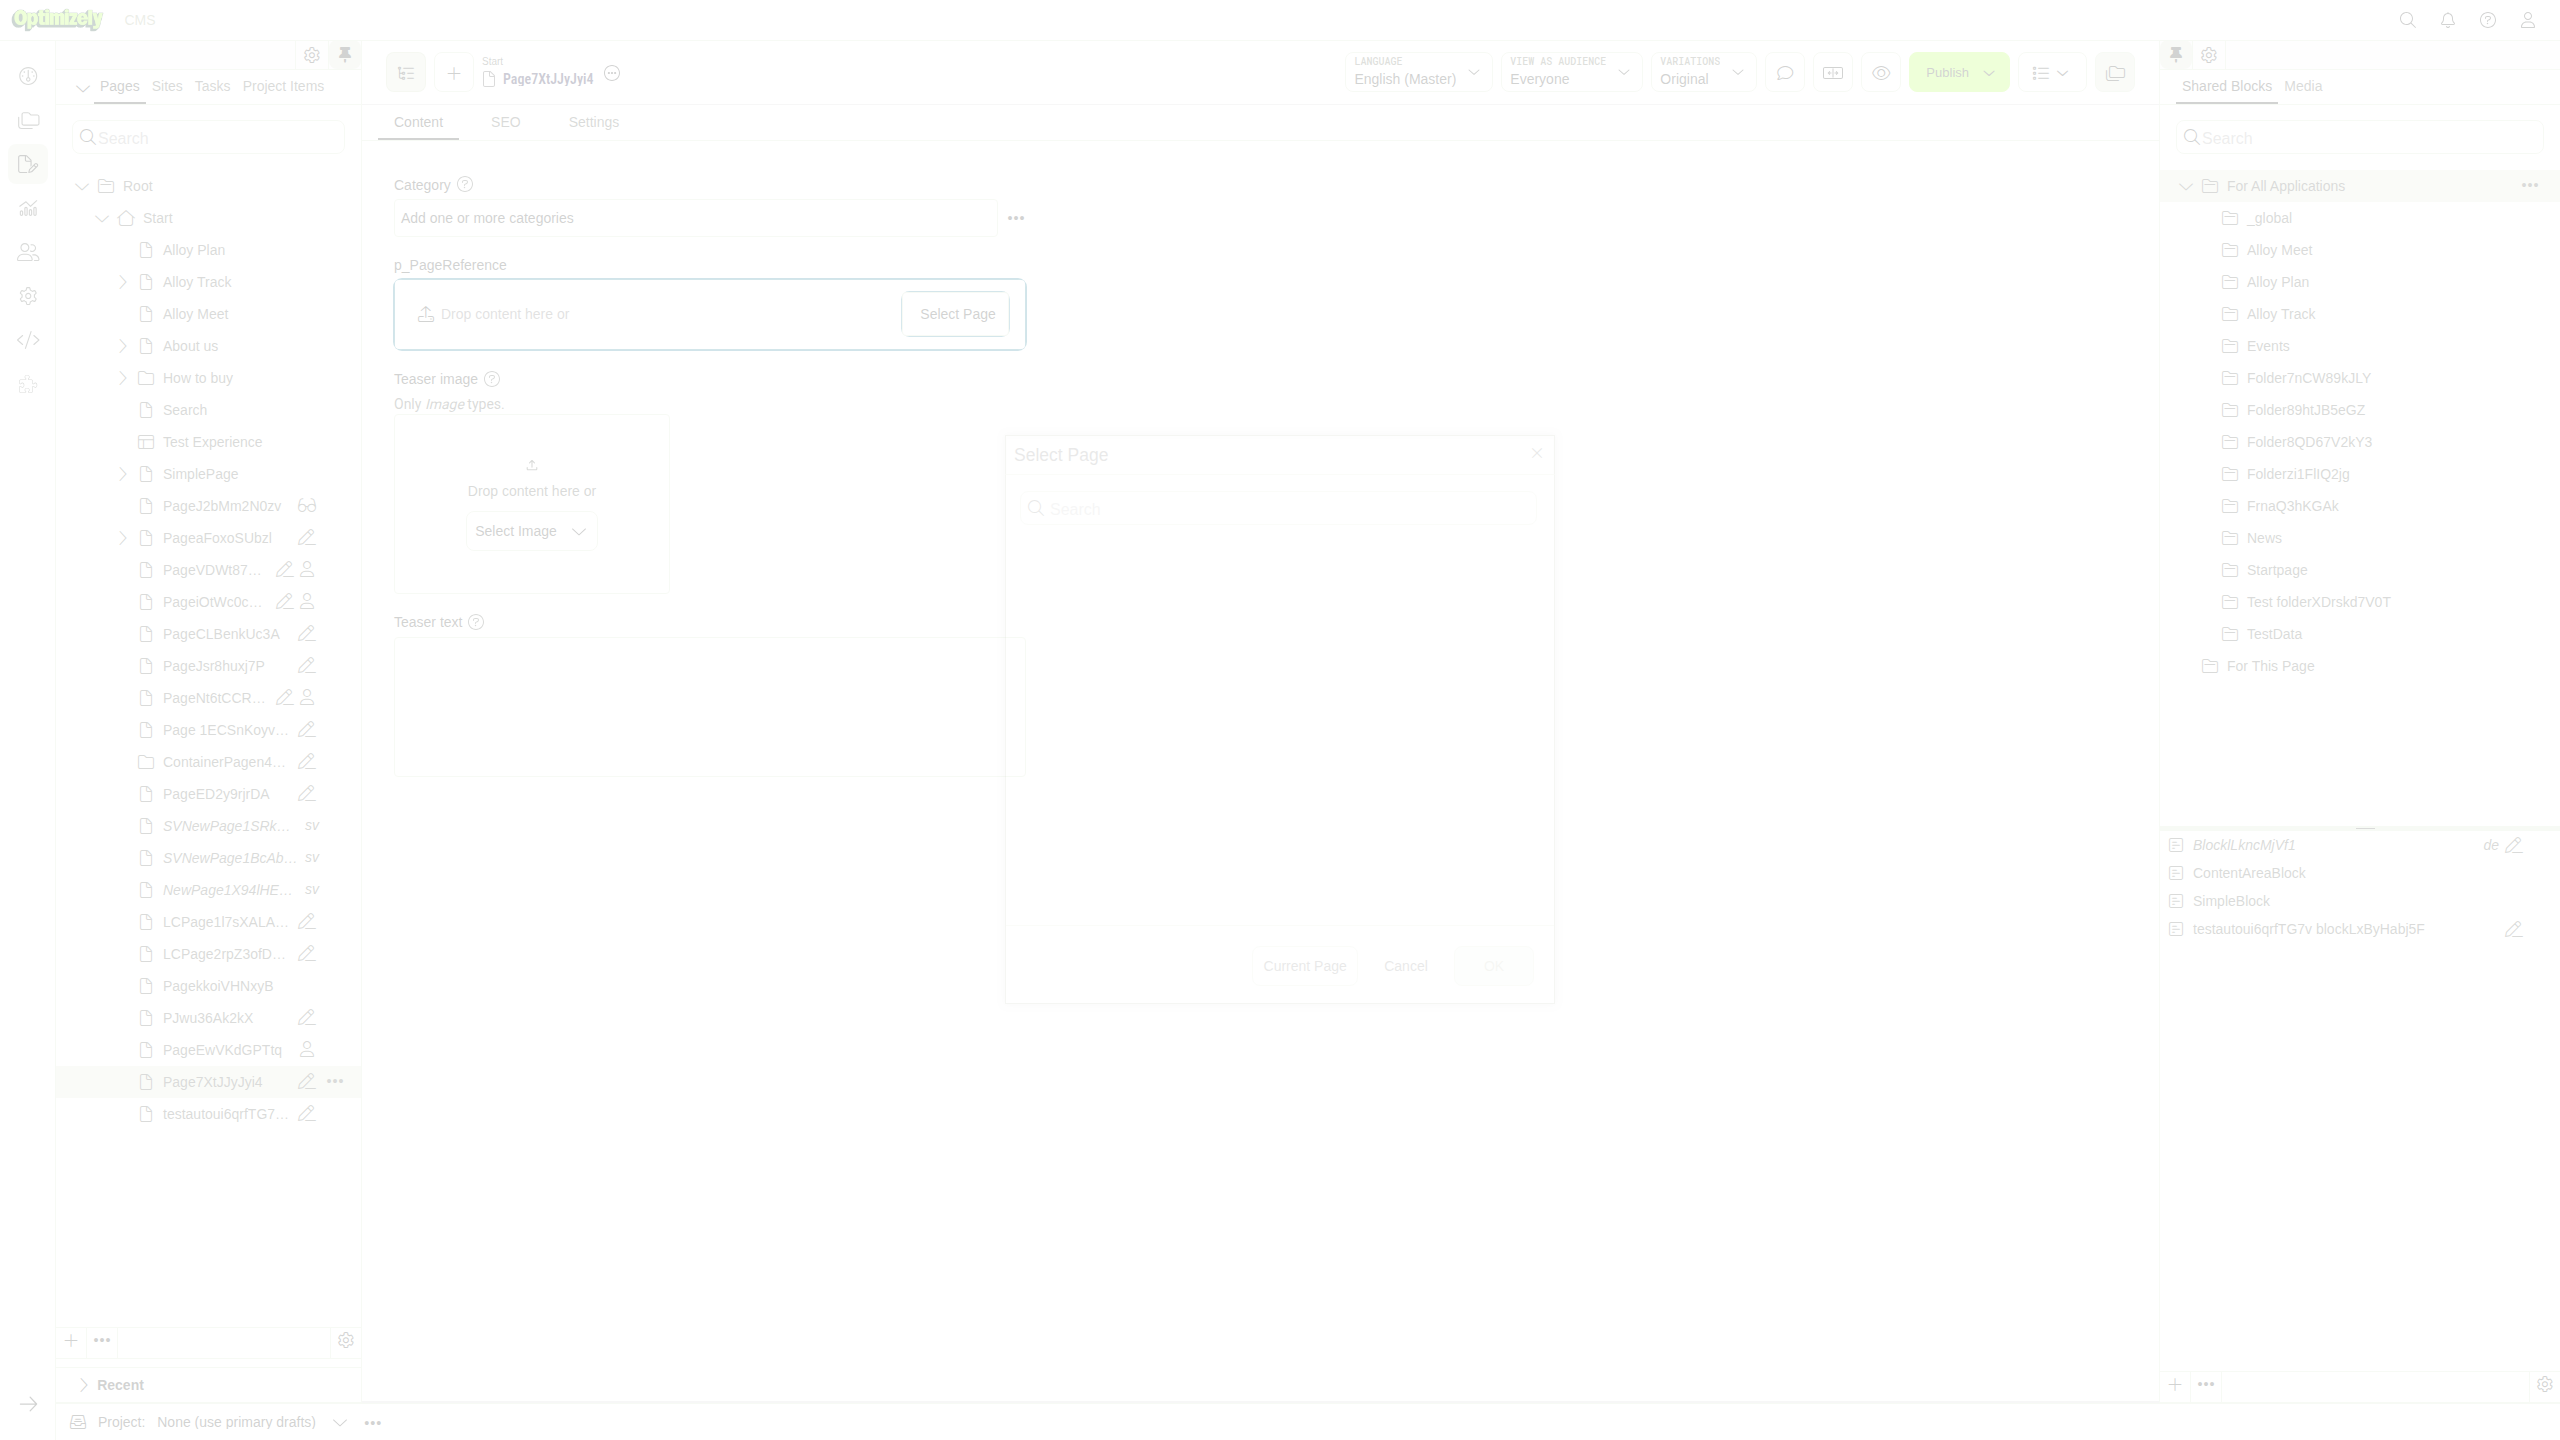 Optimizely
CMS
Pages
Sites
Tasks
Project Items
Search
Root
Start
Alloy Plan
Alloy Track
Alloy Meet
About us
How to buy
Search
Test Experience
SimplePage
PageJ2bMm2N0zv
PageaFoxoSUbzl
PageVDWt87...
PageiOtWc0c...
PageCLBenkUc3A
PageJsr8huxj7P
PageNt6tCCR...
Page 1ECSnKoyv...
ContainerPagen4...
PageED2y9rjrDA
SVNewPage1SRk... sv
SVNewPage1BcAb... sv
NewPage1X94lHE... sv
LCPage1l7sXALA...
LCPage2rpZ3ofD...
PagekkoiVHNxyB
PJwu36Ak2kX
PageEwVKdGPTtq
Page7XtJJyJyi4
testautoui6qrfTG7...
Recent
Project: None (use primary drafts)
Start
Page7XtJJyJyi4
LANGUAGE
English (Master)
VIEW AS AUDIENCE
Everyone
VARIATIONS
Original
Publish
Content
SEO
Settings
Category
Add one or more categories
p_PageReference
Drop content here or
Select Page
Teaser image
Only Image types.
Drop content here or
Select Image
Teaser text
Select Page
Search
Current Page
Cancel
OK
Shared Blocks
Media
Search
For All Applications
_global
Alloy Meet
Alloy Plan
Alloy Track
Events
Folder7nCW89kJLY
Folder89htJB5eGZ
Folder8QD67V2kY3
Folderzi1FlIQ2jg
FrnaQ3hKGAk
News
Startpage
Test folderXDrskd7V0T
TestData
For This Page
BlocklLkncMjVf1 de
ContentAreaBlock
SimpleBlock
testautoui6qrfTG7v blockLxByHabj5F